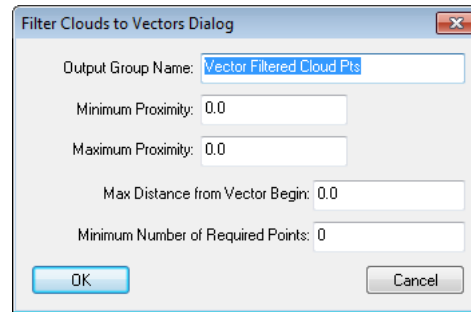 Filter Clouds to Vectors Dialog
Output Group Name: Vector Filtered Cloud Pts
Minimum Proximity: 0.0
Maximum Proximity: 0.0
Max Distance from Vector Begin: 0.0
Minimum Number of Required Points: 0
OK Cancel